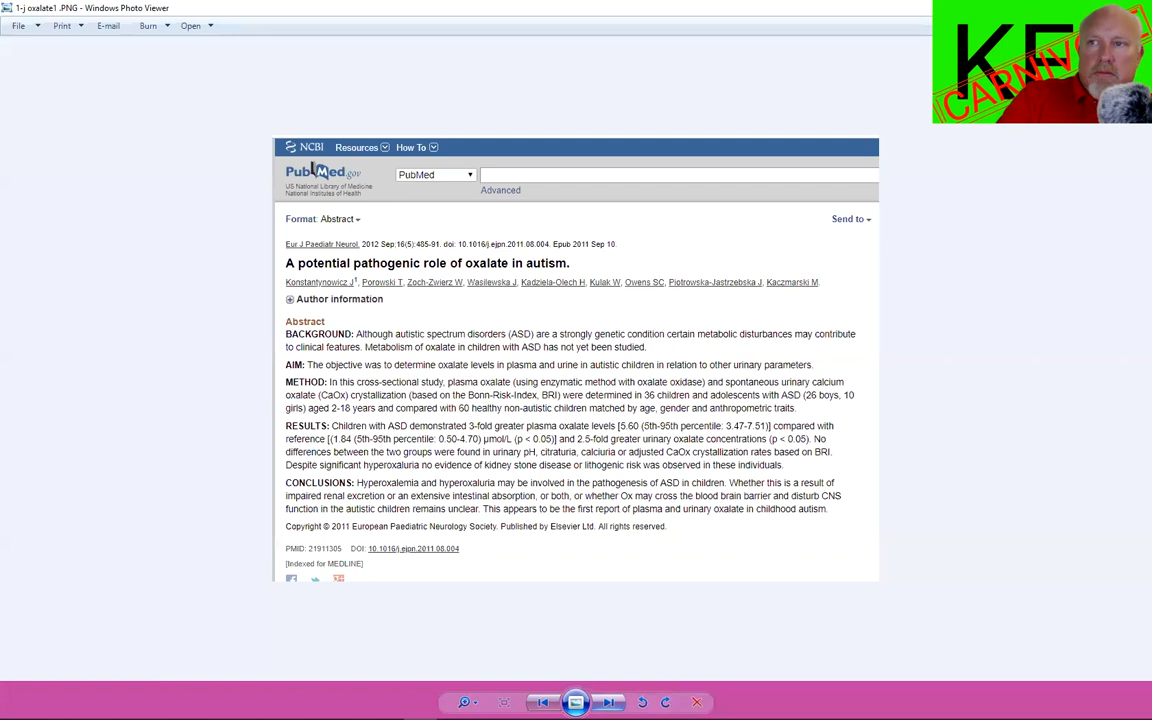 1-j oxalate1 .PNG - Windows Photo Viewer
File Print E-mail Burn Open
CARNIVO
NCBI Resources How To
PubMed.gov
US National Library of Medicine
National Institutes of Health
PubMed
Advanced
Format: Abstract Send to
Eur J Paediatr Neurol. 2012 Sep;16(5):485-91. doi: 10.1016/j.ejpn.2011.08.004. Epub 2011 Sep 10.
A potential pathogenic role of oxalate in autism.
Konstantynowicz J1, Porowski T, Zoch-Zwierz W, Wasilewska J, Kadziela-Olech H, Kulak W, Owens SC, Piotrowska-Jastrzebska J, Kaczmarski M.
Author information
Abstract
BACKGROUND: Although autistic spectrum disorders (ASD) are a strongly genetic condition certain metabolic disturbances may contribute
to clinical features. Metabolism of oxalate in children with ASD has not yet been studied.
AIM: The objective was to determine oxalate levels in plasma and urine in autistic children in relation to other urinary parameters.
METHOD: In this cross-sectional study, plasma oxalate (using enzymatic method with oxalate oxidase) and spontaneous urinary calcium
oxalate (CaOx) crystallization (based on the Bonn-Risk-Index, BRI) were determined in 36 children and adolescents with ASD (26 boys, 10
girls) aged 2-18 years and compared with 60 healthy non-autistic children matched by age, gender and anthropometric traits.
RESULTS: Children with ASD demonstrated 3-fold greater plasma oxalate levels [5.60 (5th-95th percentile: 3.47-7.51)] compared with
reference [(1.84 (5th-95th percentile: 0.50-4.70) μmol/L (p < 0.05)] and 2.5-fold greater urinary oxalate concentrations (p < 0.05). No
differences between the two groups were found in urinary pH, citraturia, calciuria or adjusted CaOx crystallization rates based on BRI.
Despite significant hyperoxaluria no evidence of kidney stone disease or lithogenic risk was observed in these individuals.
CONCLUSIONS: Hyperoxalemia and hyperoxaluria may be involved in the pathogenesis of ASD in children. Whether this is a result of
impaired renal excretion or an extensive intestinal absorption, or both, or whether Ox may cross the blood brain barrier and disturb CNS
function in the autistic children remains unclear. This appears to be the first report of plasma and urinary oxalate in childhood autism.
Copyright © 2011 European Paediatric Neurology Society. Published by Elsevier Ltd. All rights reserved.
PMID: 21911305 DOI: 10.1016/j.ejpn.2011.08.004
[Indexed for MEDLINE]